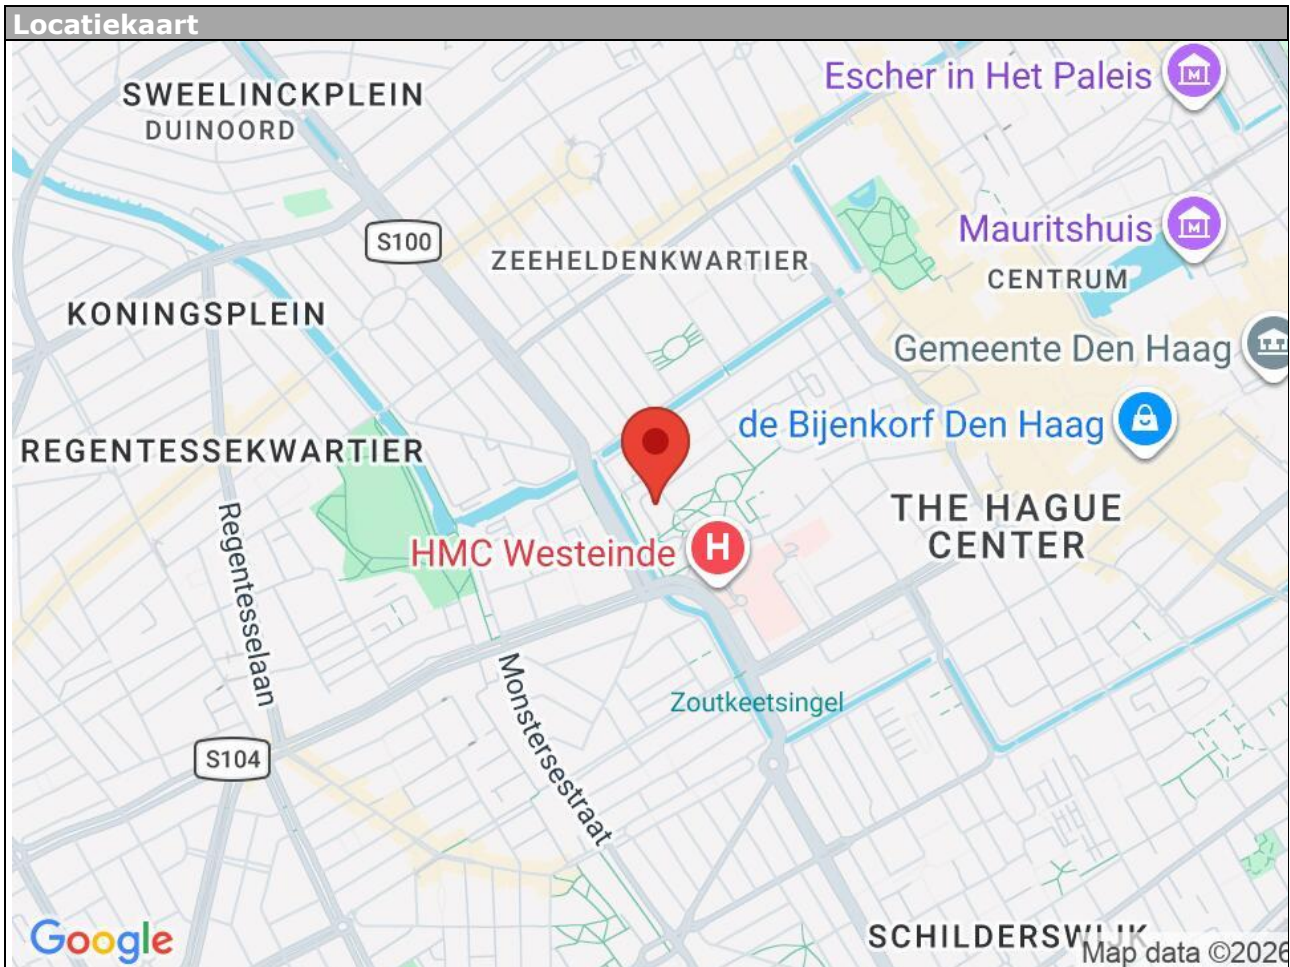 Locatiekaart
Escher in Het Paleis
M
SWEELINCKPLEIN
DUINOORD
S100
Mauritshuis
M
ZEEHELDENKWARTIER
CENTRUM
KONINGSPLEIN
Gemeente Den Haag
de Bijenkorf Den Haag
REGENTESSEKWARTIER
THE HAGUE
CENTER
HMC Westeinde
H
Regentesselaan
Monstersestraat
Zoutkeetsingel
S104
SCHILDERSWIJK
Google
Map data ©2026